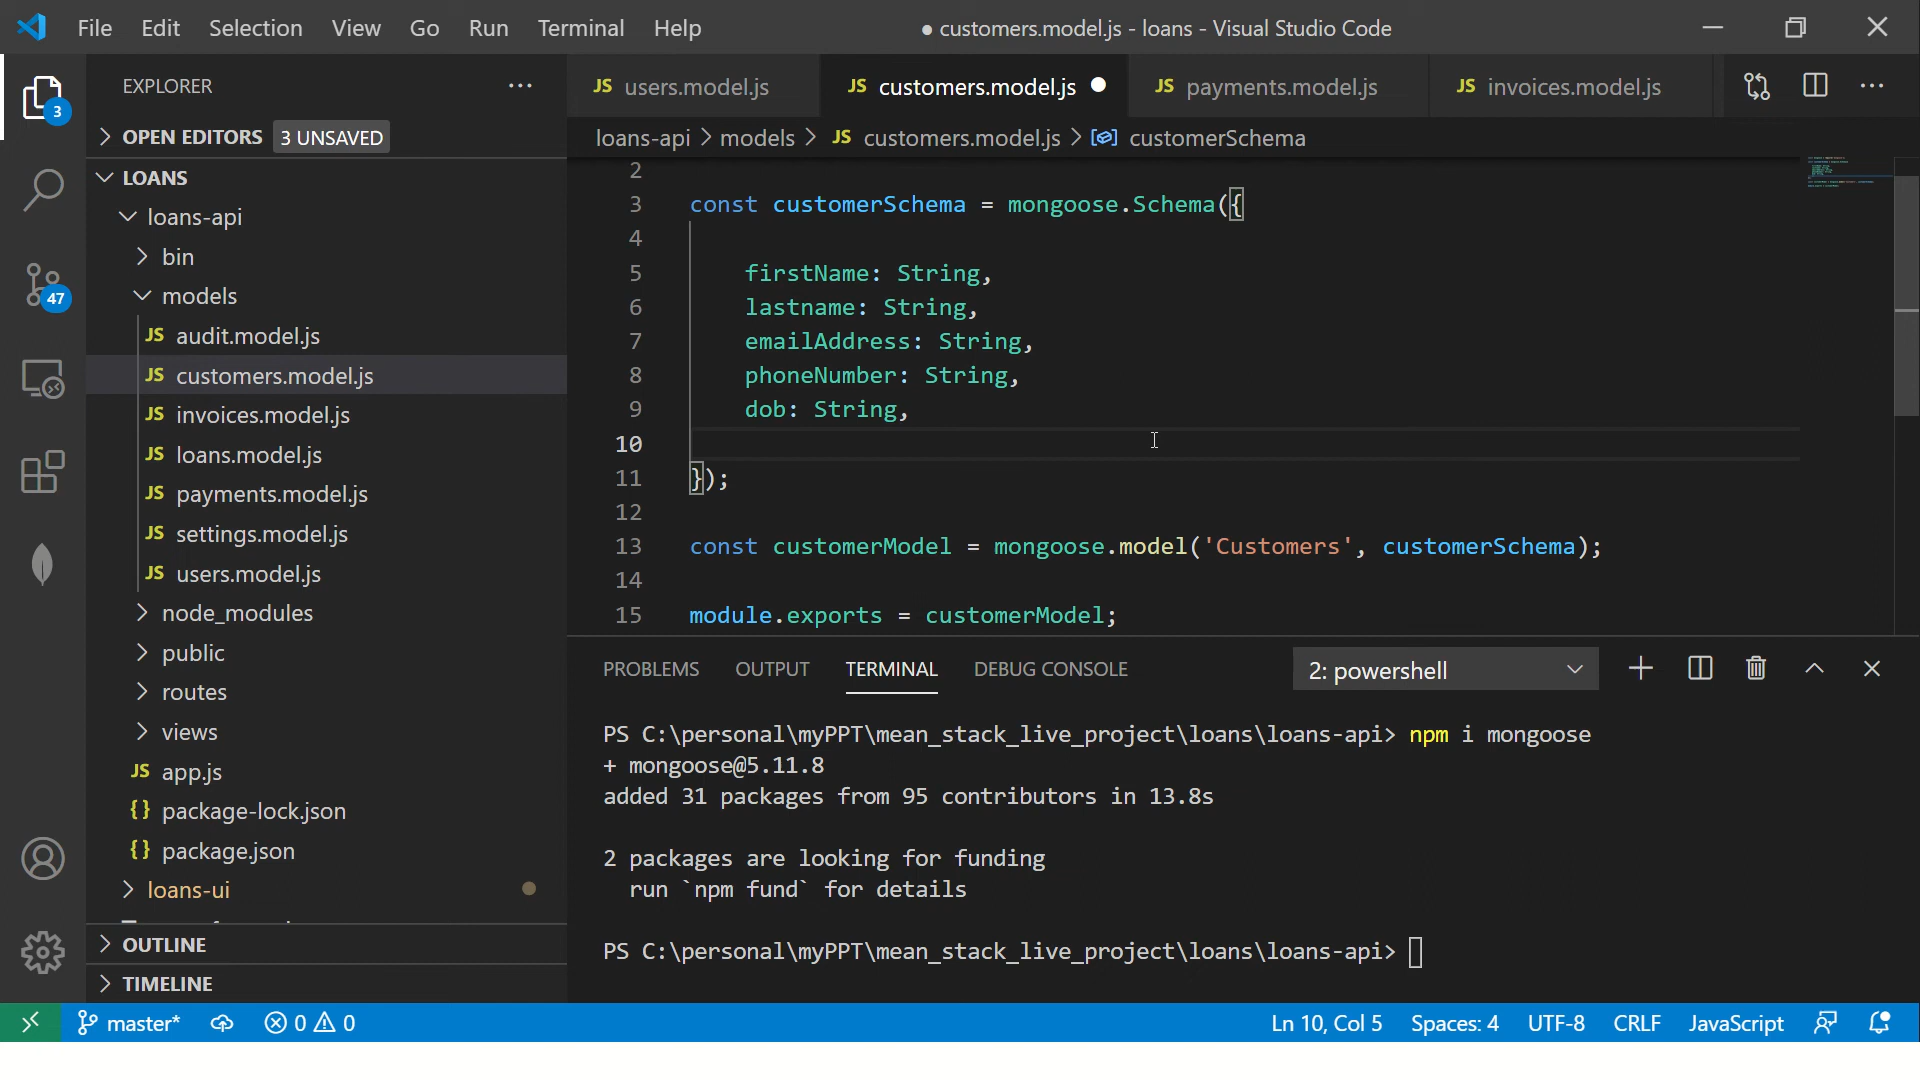 File Edit Selection View Go Run Terminal Help
● customers.model.js - loans - Visual Studio Code
3
47
EXPLORER ...
OPEN EDITORS 3 UNSAVED
LOANS
loans-api
bin
models
JS audit.model.js
JS customers.model.js
JS invoices.model.js
JS loans.model.js
JS payments.model.js
JS settings.model.js
JS users.model.js
node_modules
public
routes
views
JS app.js
{} package-lock.json
{} package.json
loans-ui
OUTLINE
TIMELINE
JS users.model.js JS customers.model.js ● JS payments.model.js JS invoices.model.js ...
loans-api > models > JS customers.model.js > customerSchema
2
3 const customerSchema = mongoose.Schema({
4
5 firstName: String,
6 lastname: String,
7 emailAddress: String,
8 phoneNumber: String,
9 dob: String,
10
11 });
12
13 const customerModel = mongoose.model('Customers', customerSchema);
14
15 module.exports = customerModel;
PROBLEMS OUTPUT TERMINAL DEBUG CONSOLE 2: powershell
PS C:\personal\myPPT\mean_stack_live_project\loans\loans-api> npm i mongoose
+ mongoose@5.11.8
added 31 packages from 95 contributors in 13.8s
2 packages are looking for funding
run `npm fund` for details
PS C:\personal\myPPT\mean_stack_live_project\loans\loans-api>
master* 0 0 Ln 10, Col 5 Spaces: 4 UTF-8 CRLF JavaScript